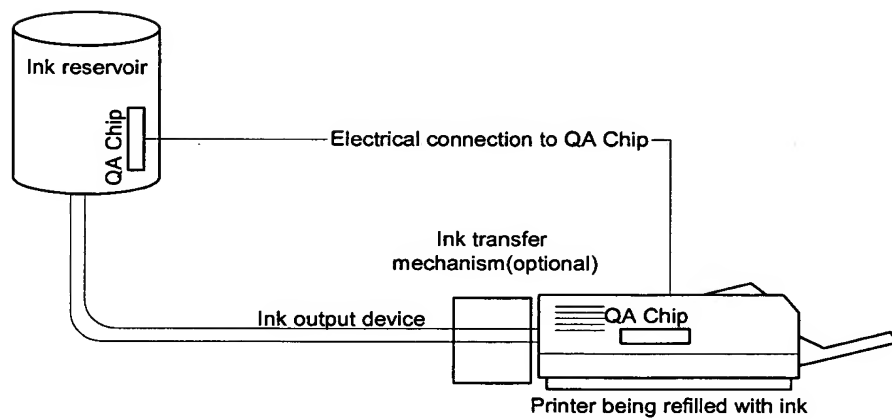 Ink reservoir
QA Chip
Electrical connection to QA Chip
Ink transfer
mechanism(optional)
Ink output device
QA Chip
Printer being refilled with ink